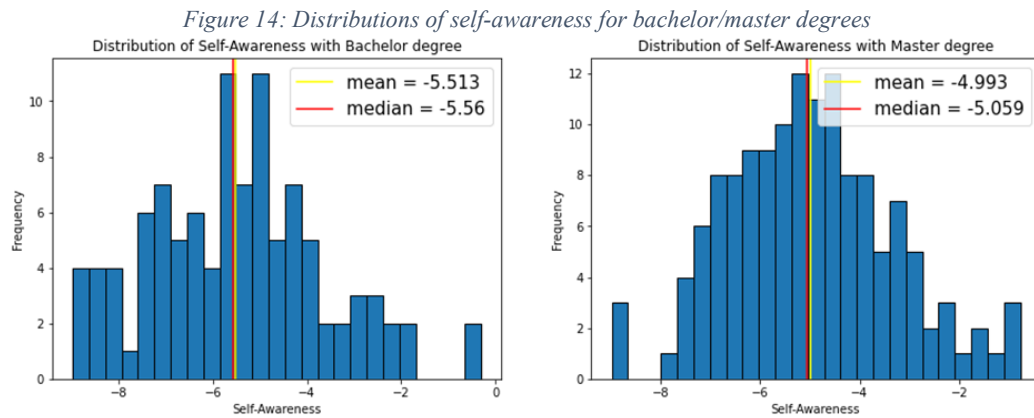 Figure 14: Distributions of self-awareness for bachelor/master degrees
Distribution of Self-Awareness with Bachelor degree
mean = -5.513
median = -5.56
Frequency
10
8
6
4
2
0
−8
−6
−4
−2
0
Self-Awareness
Distribution of Self-Awareness with Master degree
mean = -4.993
median = -5.059
Frequency
12
10
8
6
4
2
0
−8
−6
−4
−2
Self-Awareness